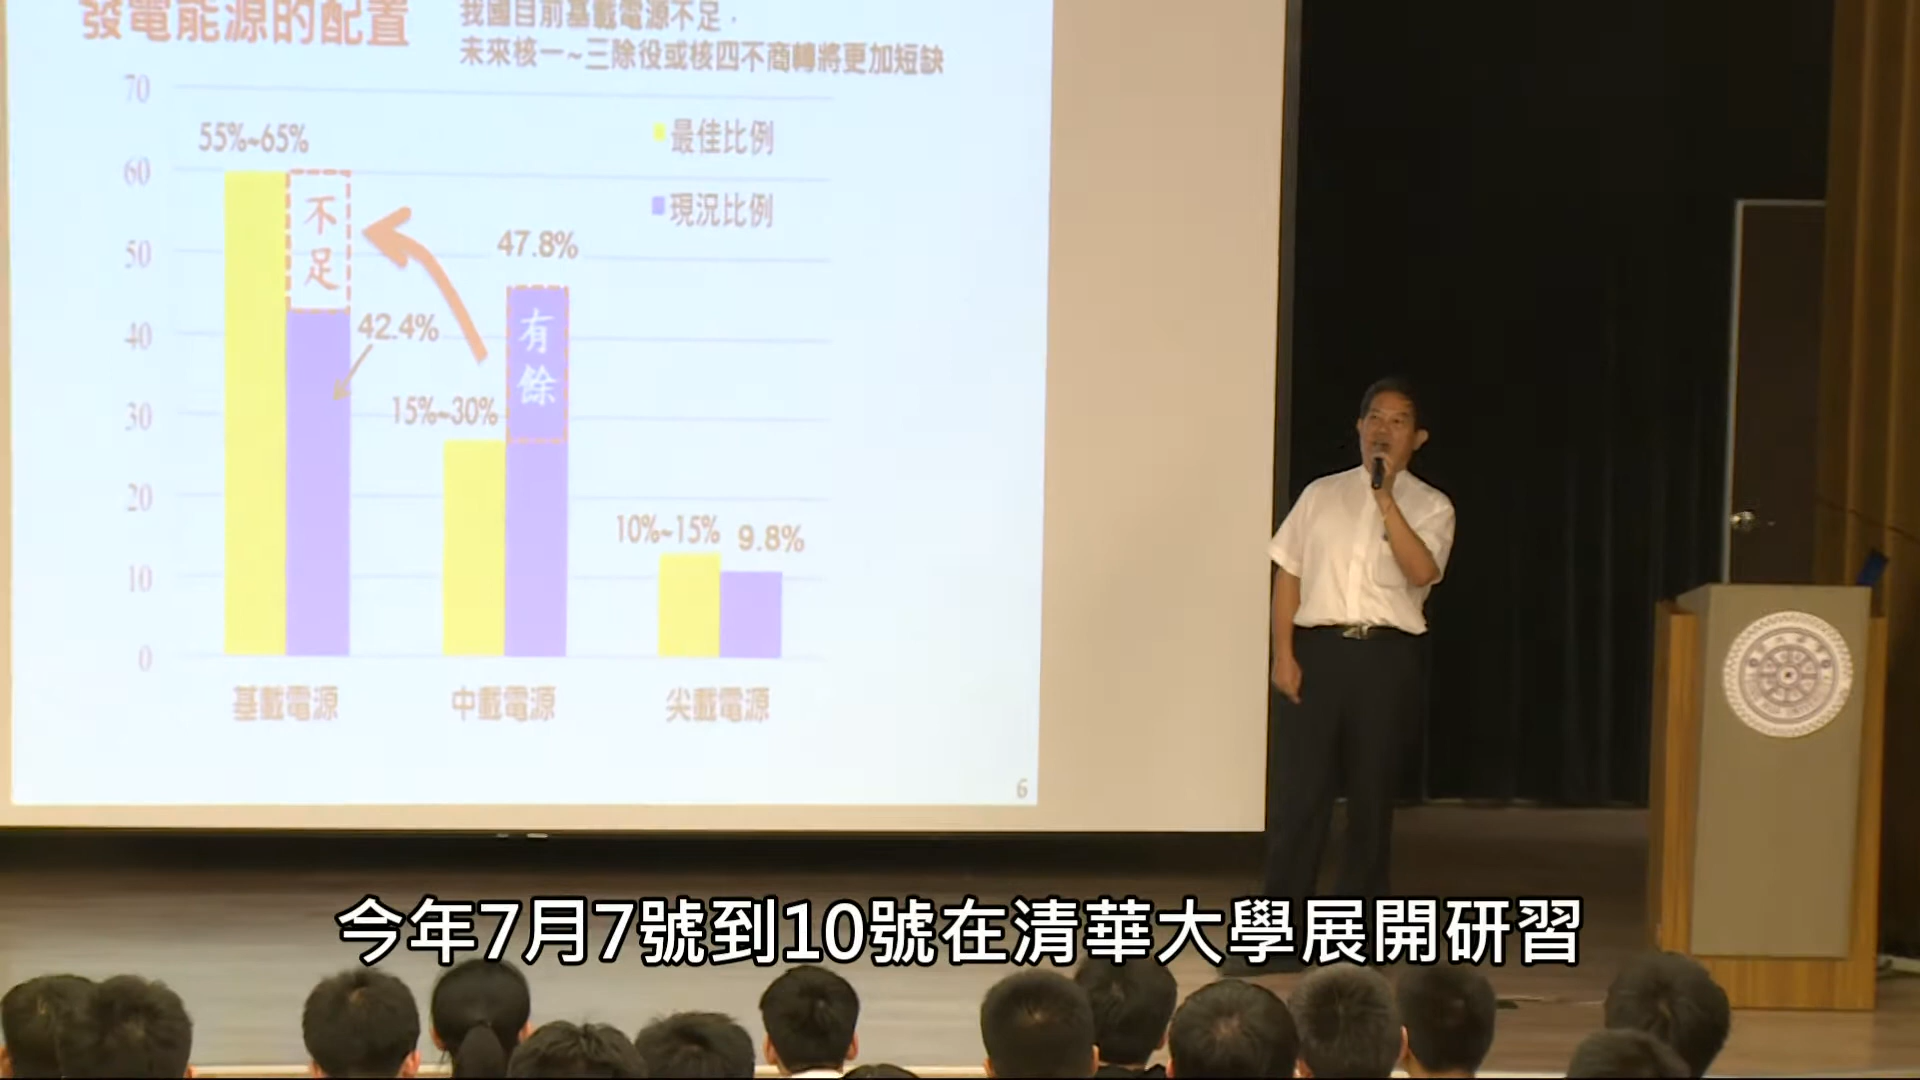 發電能源的配置
我國目前基載電源不足，
未來核一~三除役或核四不商轉將更加短缺
70
60
50
40
30
20
10
0
55%~65%
不足
42.4%
15%~30%
47.8%
有餘
10%~15%
9.8%
最佳比例
現況比例
基載電源
中載電源
尖載電源
6
今年7月7號到10號在清華大學展開研習